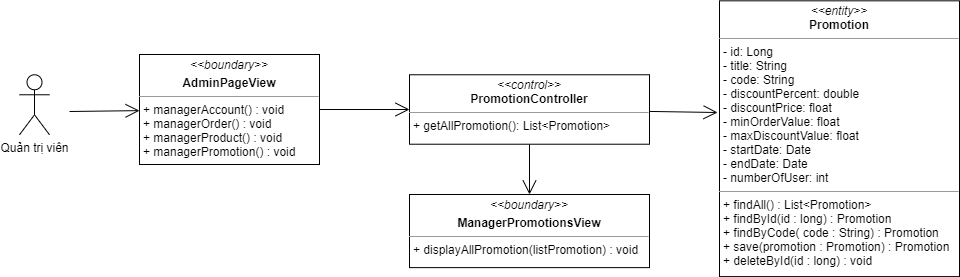 Quản trị viên
<<boundary>>
AdminPageView
+ managerAccount() : void
+ managerOrder() : void
+ managerProduct() : void
+ managerPromotion() : void
<<control>>
PromotionController
+ getAllPromotion(): List<Promotion>
<<boundary>>
ManagerPromotionsView
+ displayAllPromotion(listPromotion) : void
<<entity>>
Promotion
- id: Long
- title: String
- code: String
- discountPercent: double
- discountPrice: float
- minOrderValue: float
- maxDiscountValue: float
- startDate: Date
- endDate: Date
- numberOfUser: int
+ findAll() : List<Promotion>
+ findById(id : long) : Promotion
+ findByCode( code : String) : Promotion
+ save(promotion : Promotion) : Promotion
+ deleteById(id : long) : void